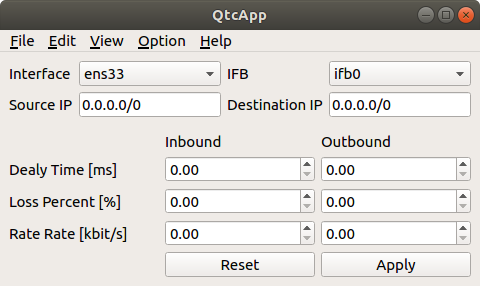 QtcApp
File Edit View Option Help
Interface ens33 IFB ifb0
Source IP 0.0.0.0/0 Destination IP 0.0.0.0/0
Inbound Outbound
Dealy Time [ms] 0.00 0.00
Loss Percent [%] 0.00 0.00
Rate Rate [kbit/s] 0.00 0.00
Reset Apply